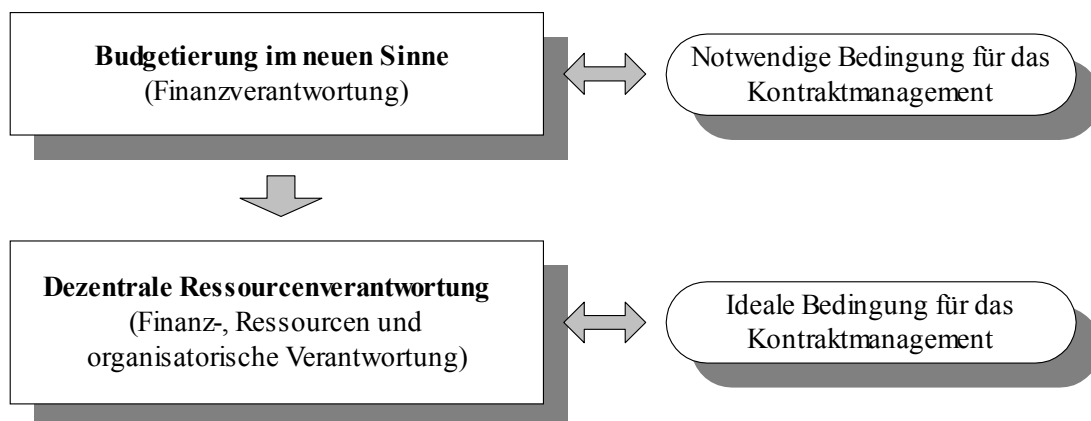 Budgetierung im neuen Sinne
(Finanzverantwortung)
Notwendige Bedingung für das
Kontraktmanagement
Dezentrale Ressourcenverantwortung
(Finanz-, Ressourcen und
organisatorische Verantwortung)
Ideale Bedingung für das
Kontraktmanagement